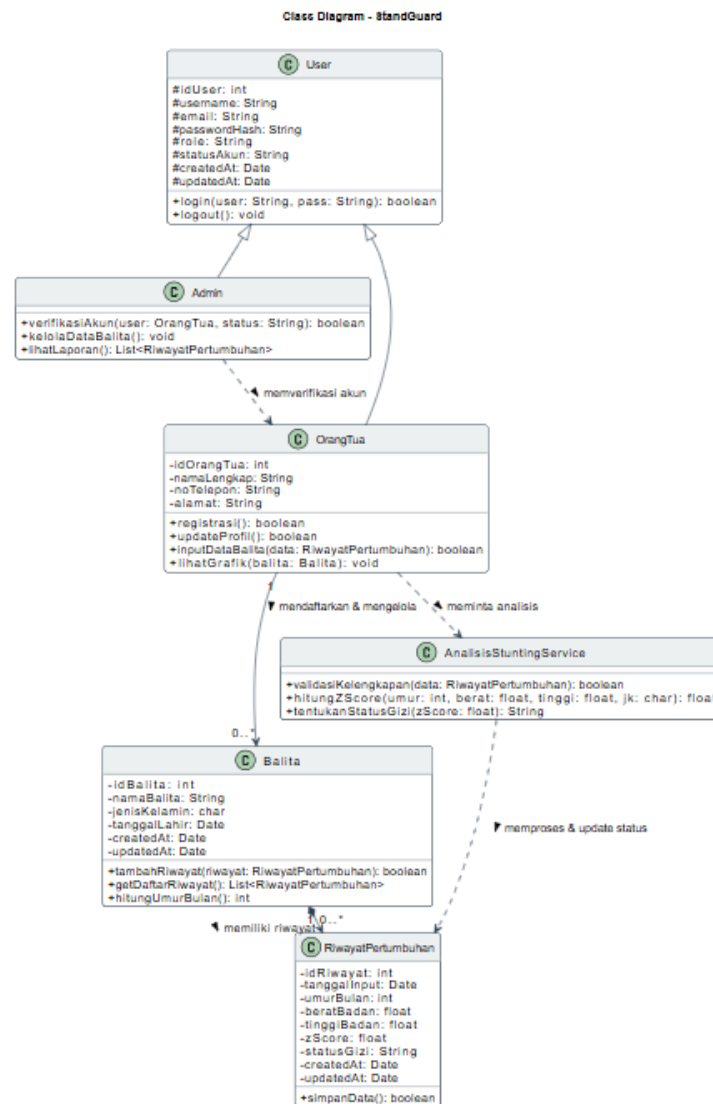 Class Diagram - StandGuard
C User
#idUser: int
#username: String
#email: String
#passwordHash: String
#role: String
#statusAkun: String
#createdAt: Date
#updatedAt: Date
+login(user: String, pass: String): boolean
+logout(): void
C Admin
+verifikasiAkun(user: OrangTua, status: String): boolean
+kelolaDataBalita(): void
+lihatLaporan(): List<RiwayatPertumbuhan>
memverifikasi akun
C OrangTua
-idOrangTua: int
-namaLengkap: String
-noTelepon: String
-alamat: String
+registrasi(): boolean
+updateProfil(): boolean
+inputDataBalita(data: RiwayatPertumbuhan): boolean
+lihatGrafik(balita: Balita): void
1
mendaftarkan & mengelola
meminta analisis
C AnalisisStuntingService
+validasiKelengkapan(data: RiwayatPertumbuhan): boolean
+hitungZScore(umur: int, berat: float, tinggi: float, jk: char): float
+tentukanStatusGizi(zScore: float): String
0..*
C Balita
-idBalita: int
-namaBalita: String
-jenisKelamin: char
-tanggalLahir: Date
-createdAt: Date
-updatedAt: Date
+tambahRiwayat(riwayat: RiwayatPertumbuhan): boolean
+getDaftarRiwayat(): List<RiwayatPertumbuhan>
+hitungUmurBulan(): int
memproses & update status
1 0..*
memiliki riwayat
C RiwayatPertumbuhan
-idRiwayat: int
-tanggalInput: Date
-umurBulan: int
-beratBadan: float
-tinggiBadan: float
-zScore: float
-statusGizi: String
-createdAt: Date
-updatedAt: Date
+simpanData(): boolean